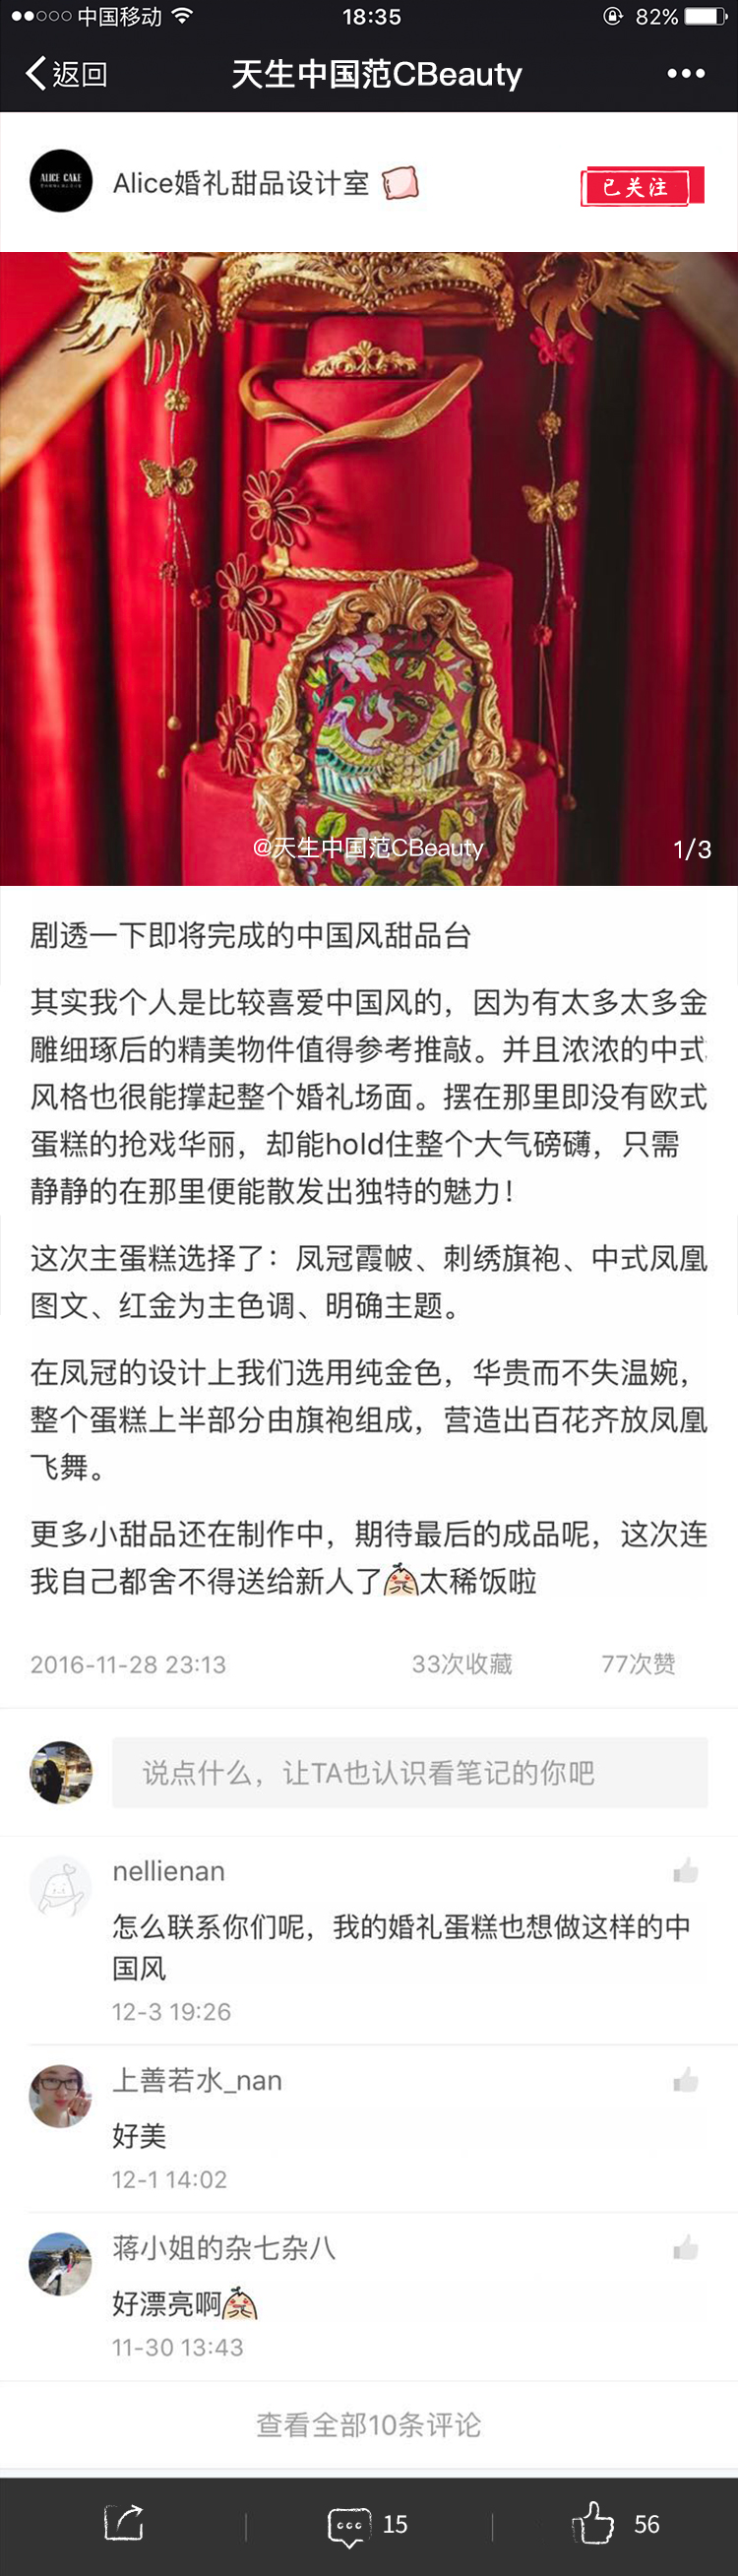 中国移动 18:35 82%
返回 天生中国范CBeauty
ALICE CAKE
Alice婚礼甜品设计室 已关注
@天生中国范CBeauty 1/3
剧透一下即将完成的中国风甜品台
其实我个人是比较喜爱中国风的，因为有太多太多金
雕细琢后的精美物件值得参考推敲。并且浓浓的中式
风格也很能撑起整个婚礼场面。摆在那里即没有欧式
蛋糕的抢戏华丽，却能hold住整个大气磅礴，只需
静静的在那里便能散发出独特的魅力！
这次主蛋糕选择了：凤冠霞帔、刺绣旗袍、中式凤凰
图文、红金为主色调、明确主题。
在凤冠的设计上我们选用纯金色，华贵而不失温婉，
整个蛋糕上半部分由旗袍组成，营造出百花齐放凤凰
飞舞。
更多小甜品还在制作中，期待最后的成品呢，这次连
我自己都舍不得送给新人了太稀饭啦
2016-11-28 23:13 33次收藏 77次赞
说点什么，让TA也认识看笔记的你吧
nellienan
怎么联系你们呢，我的婚礼蛋糕也想做这样的中
国风
12-3 19:26
上善若水_nan
好美
12-1 14:02
蒋小姐的杂七杂八
好漂亮啊
11-30 13:43
查看全部10条评论
15 56